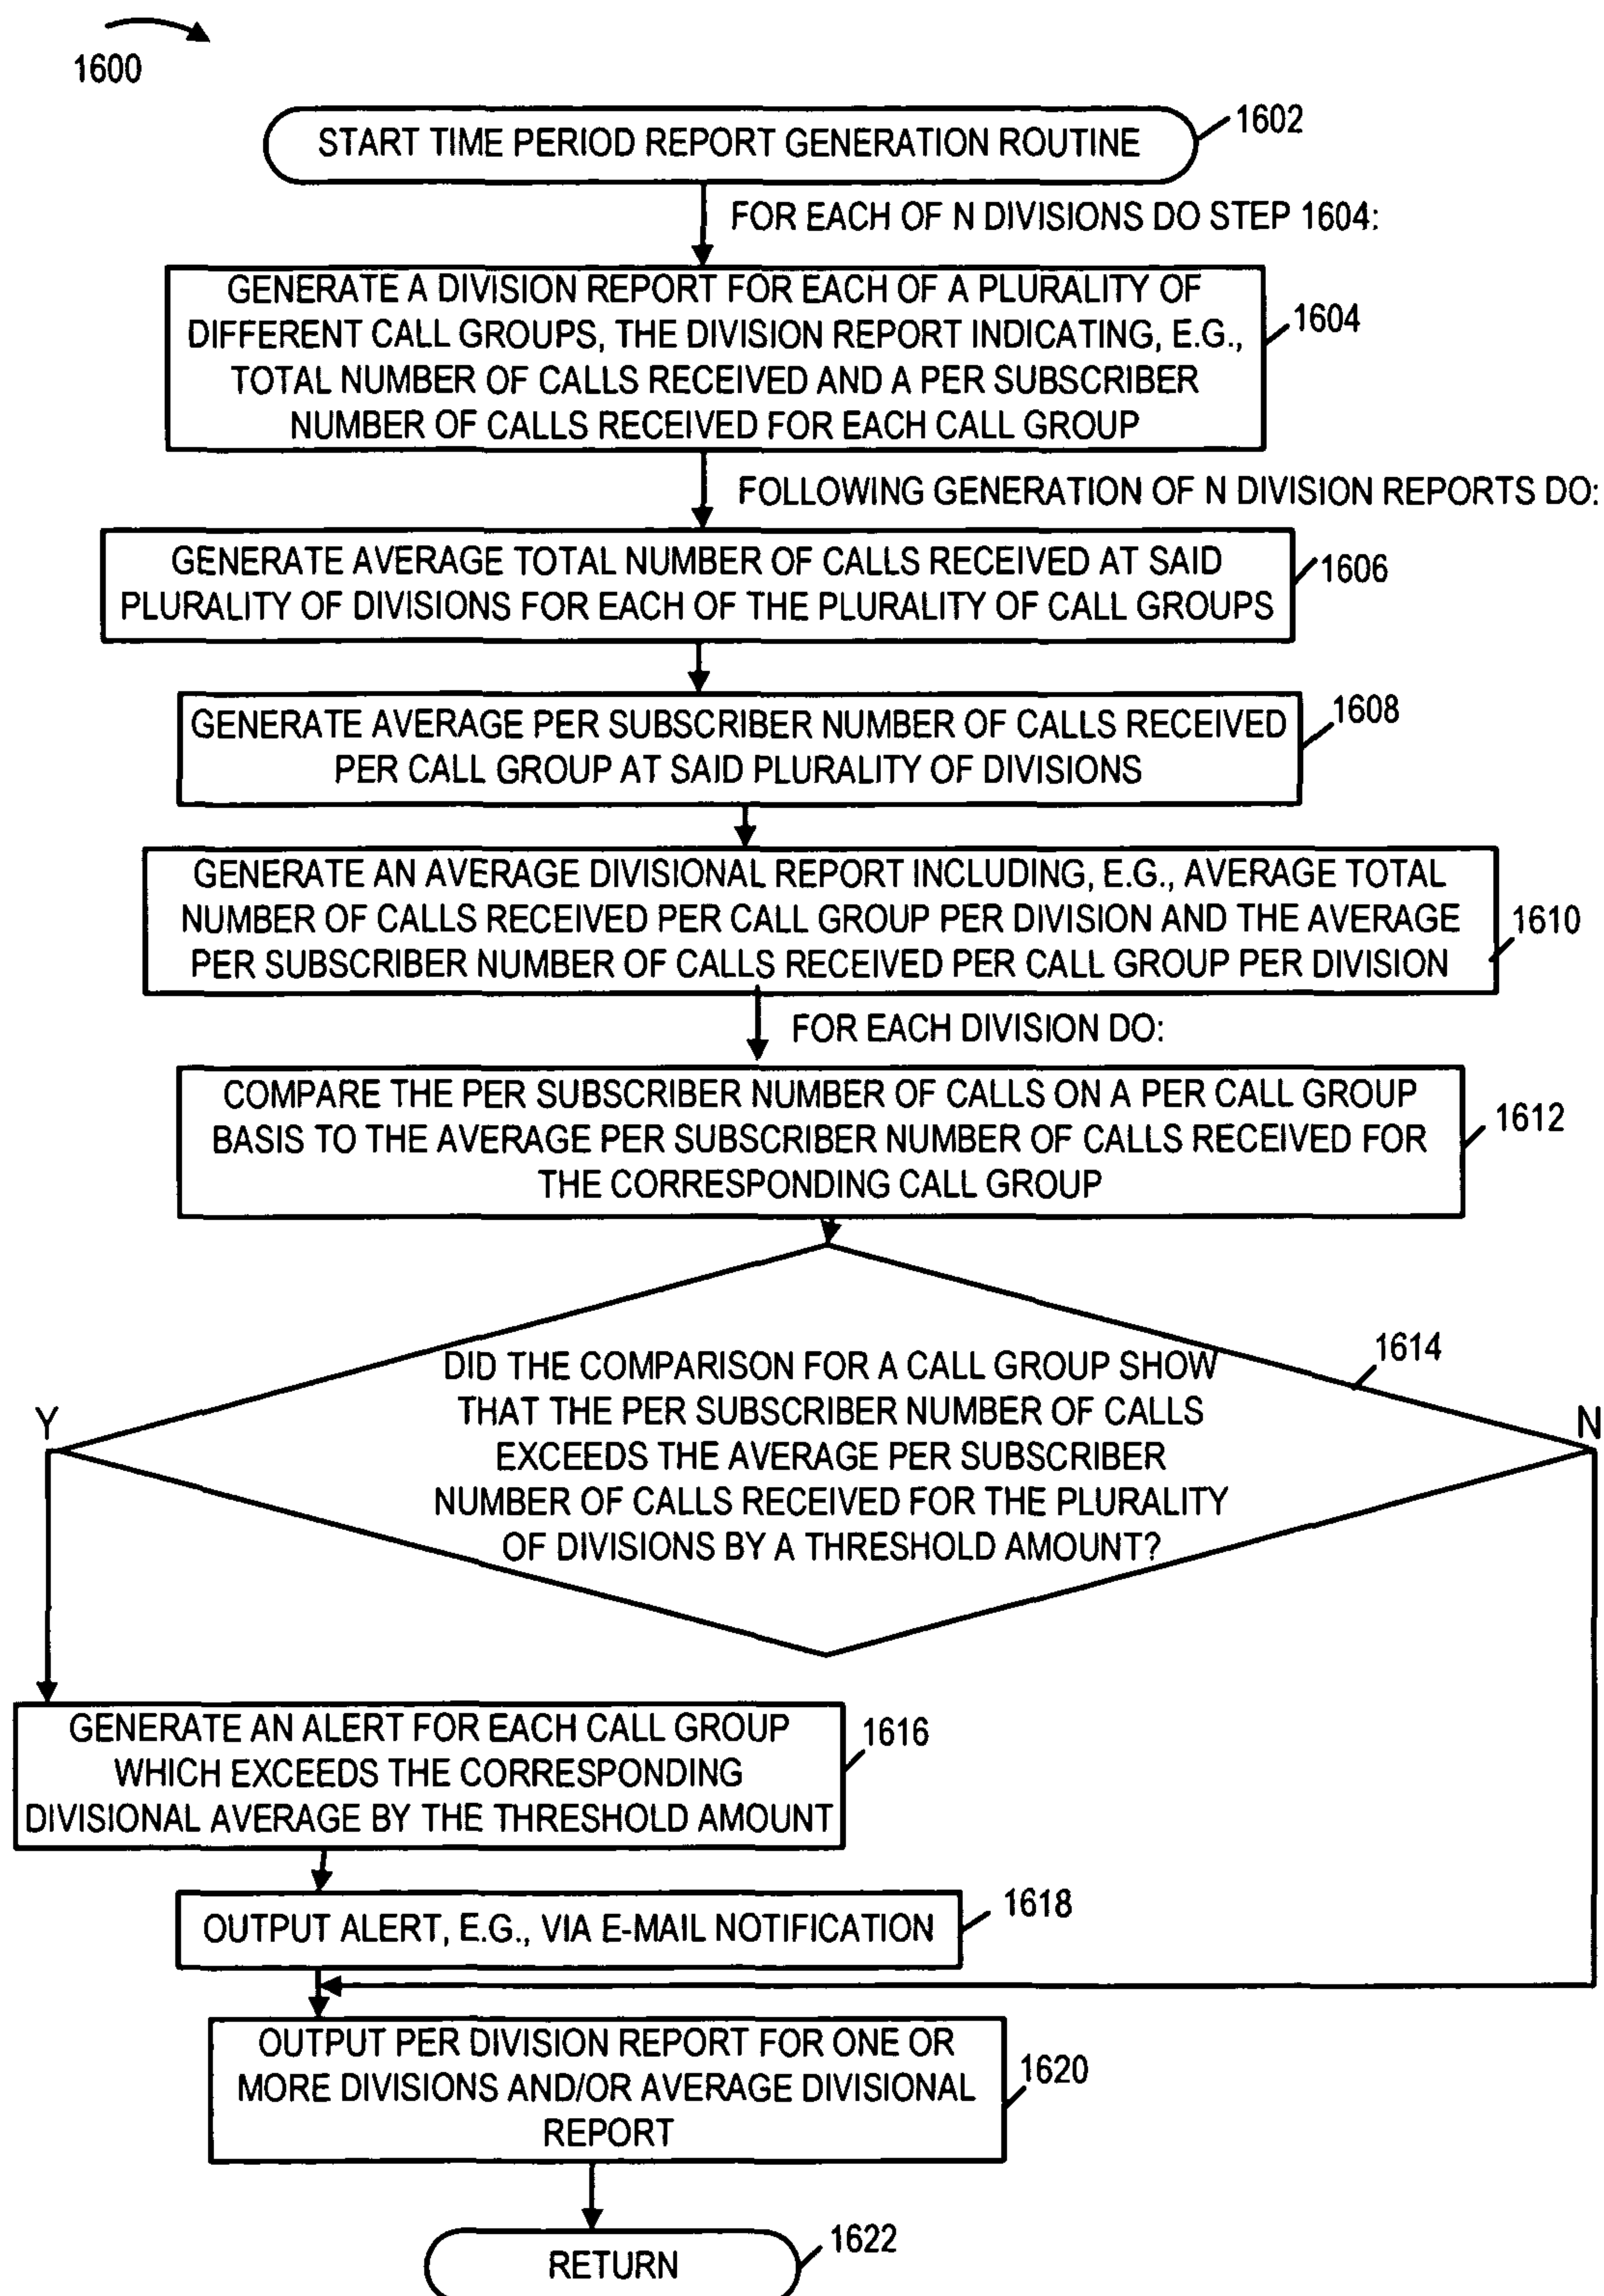 1600
START TIME PERIOD REPORT GENERATION ROUTINE
1602
FOR EACH OF N DIVISIONS DO STEP 1604:
GENERATE A DIVISION REPORT FOR EACH OF A PLURALITY OF
DIFFERENT CALL GROUPS, THE DIVISION REPORT INDICATING, E.G.,
TOTAL NUMBER OF CALLS RECEIVED AND A PER SUBSCRIBER
NUMBER OF CALLS RECEIVED FOR EACH CALL GROUP
1604
FOLLOWING GENERATION OF N DIVISION REPORTS DO:
GENERATE AVERAGE TOTAL NUMBER OF CALLS RECEIVED AT SAID
PLURALITY OF DIVISIONS FOR EACH OF THE PLURALITY OF CALL GROUPS
1606
GENERATE AVERAGE PER SUBSCRIBER NUMBER OF CALLS RECEIVED
PER CALL GROUP AT SAID PLURALITY OF DIVISIONS
1608
GENERATE AN AVERAGE DIVISIONAL REPORT INCLUDING, E.G., AVERAGE TOTAL
NUMBER OF CALLS RECEIVED PER CALL GROUP PER DIVISION AND THE AVERAGE
PER SUBSCRIBER NUMBER OF CALLS RECEIVED PER CALL GROUP PER DIVISION
1610
FOR EACH DIVISION DO:
COMPARE THE PER SUBSCRIBER NUMBER OF CALLS ON A PER CALL GROUP
BASIS TO THE AVERAGE PER SUBSCRIBER NUMBER OF CALLS RECEIVED FOR
THE CORRESPONDING CALL GROUP
1612
DID THE COMPARISON FOR A CALL GROUP SHOW
THAT THE PER SUBSCRIBER NUMBER OF CALLS
EXCEEDS THE AVERAGE PER SUBSCRIBER
NUMBER OF CALLS RECEIVED FOR THE PLURALITY
OF DIVISIONS BY A THRESHOLD AMOUNT?
1614
Y
N
GENERATE AN ALERT FOR EACH CALL GROUP
WHICH EXCEEDS THE CORRESPONDING
DIVISIONAL AVERAGE BY THE THRESHOLD AMOUNT
1616
OUTPUT ALERT, E.G., VIA E-MAIL NOTIFICATION
1618
OUTPUT PER DIVISION REPORT FOR ONE OR
MORE DIVISIONS AND/OR AVERAGE DIVISIONAL
REPORT
1620
RETURN
1622